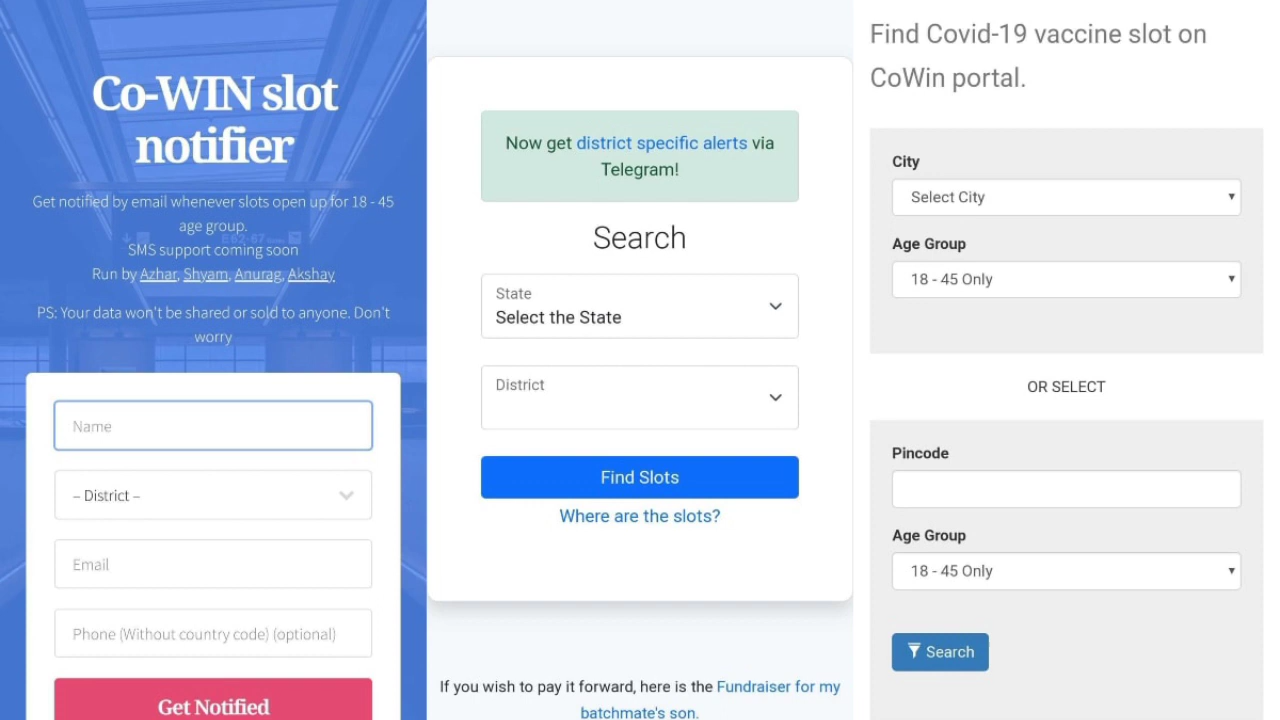 Co-WIN slot
notifier
Get notified by email whenever slots open up for 18 - 45
age group.
SMS support coming soon
Run by Azhar, Shyam, Anurag, Akshay
PS: Your data won't be shared or sold to anyone. Don't
worry
Name
– District –
Email
Phone (Without country code) (optional)
Get Notified
Now get district specific alerts via
Telegram!
Search
State
Select the State
District
Find Slots
Where are the slots?
If you wish to pay it forward, here is the Fundraiser for my
batchmate's son.
Find Covid-19 vaccine slot on
CoWin portal.
City
Select City
Age Group
18 - 45 Only
OR SELECT
Pincode
Age Group
18 - 45 Only
Search